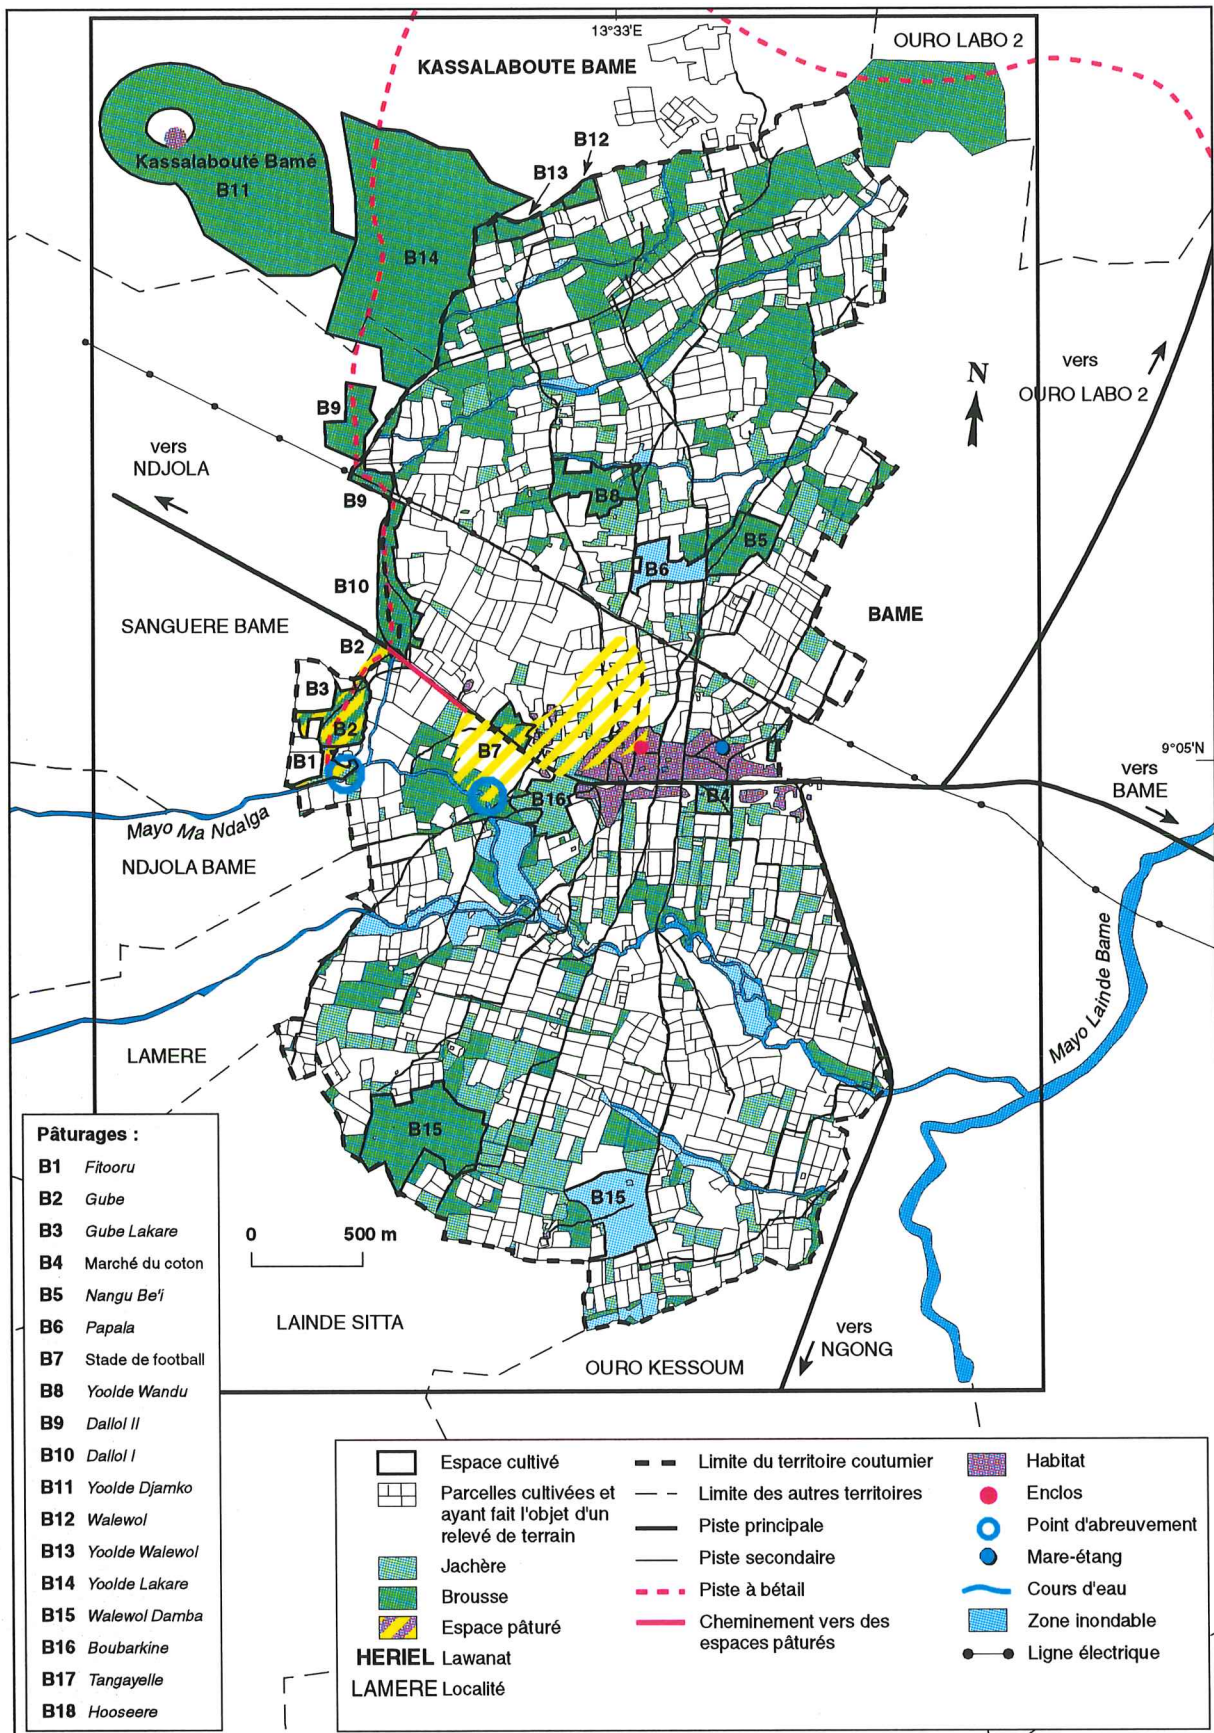 13°33'E
OURO LABO 2
KASSALABOUTE BAME
B12
B13
Kassalabouté Bamé
B11
B14
N
vers
OURO LABO 2
B9
vers
NDJOLA
B9
B8
B5
B6
B10
BAME
SANGUERE BAME
B2
B3
B2
B7
B1
9°05'N
vers
BAME
B16
B4
Mayo Ma Ndalga
NDJOLA BAME
Mayo Lainde Bame
LAMERE
B15
B15
0 500 m
LAINDE SITTA
vers
NGONG
OURO KESSOUM
Pâturages :
B1 Fitooru
B2 Gube
B3 Gube Lakare
B4 Marché du coton
B5 Nangu Be'i
B6 Papala
B7 Stade de football
B8 Yoolde Wandu
B9 Dallol II
B10 Dallol I
B11 Yoolde Djamko
B12 Walewol
B13 Yoolde Walewol
B14 Yoolde Lakare
B15 Walewol Damba
B16 Boubarkine
B17 Tangayelle
B18 Hooseere
Espace cultivé
Parcelles cultivées et
ayant fait l'objet d'un
relevé de terrain
Jachère
Brousse
Espace pâturé
HERIEL Lawanat
LAMERE Localité
Limite du territoire coutumier
Limite des autres territoires
Piste principale
Piste secondaire
Piste à bétail
Cheminement vers des
espaces pâturés
Habitat
Enclos
Point d'abreuvement
Mare-étang
Cours d'eau
Zone inondable
Ligne électrique